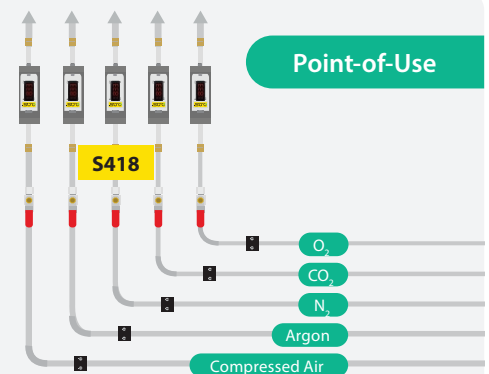 Point-of-Use
S418
O₂
CO₂
N₂
Argon
Compressed Air